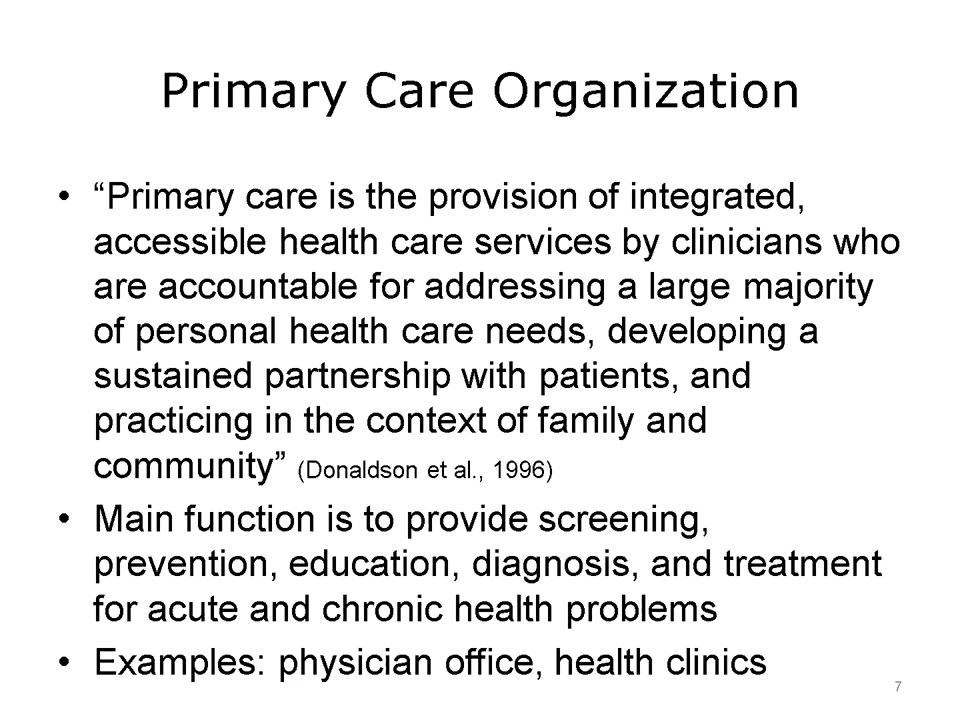 Primary Care Organization
• “Primary care is the provision of integrated,
accessible health care services by clinicians who
are accountable for addressing a large majority
of personal health care needs, developing a
sustained partnership with patients, and
practicing in the context of family and
community” (Donaldson et al., 1996)
• Main function is to provide screening,
prevention, education, diagnosis, and treatment
for acute and chronic health problems
• Examples: physician office, health clinics
7